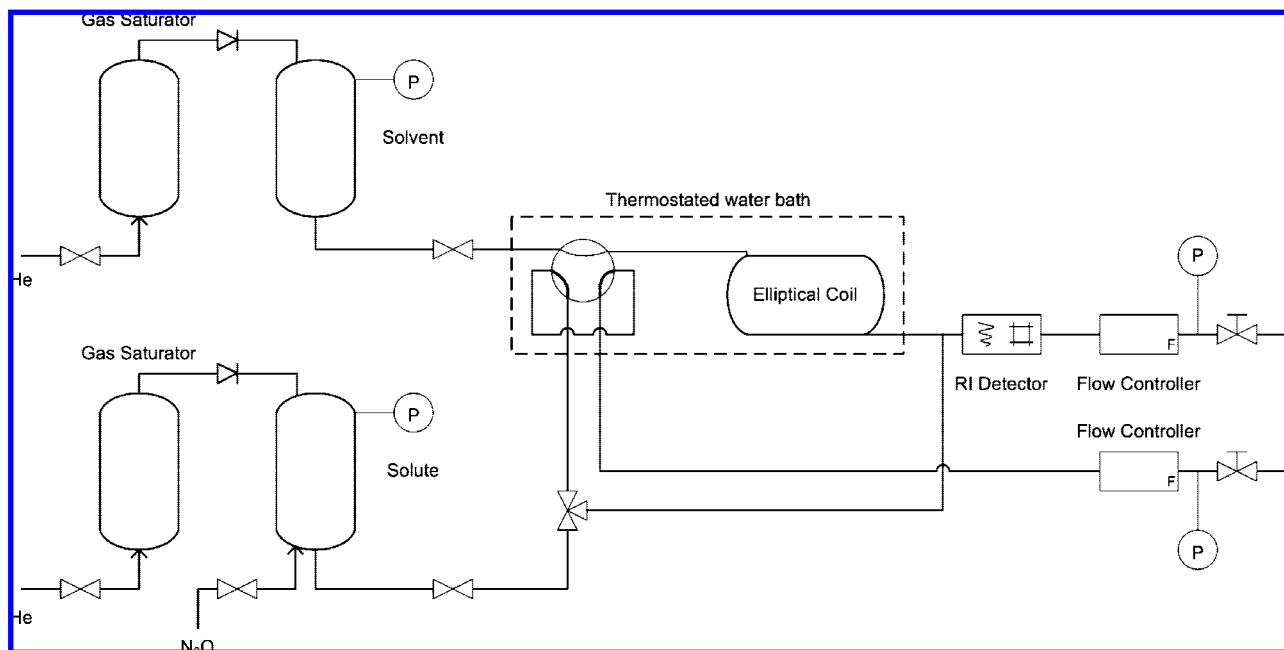 Gas Saturator
P
Solvent
He
Thermostated water bath
Elliptical Coil
P
F
RI Detector
Flow Controller
Gas Saturator
P
Solute
Flow Controller
F
P
He
N₂O